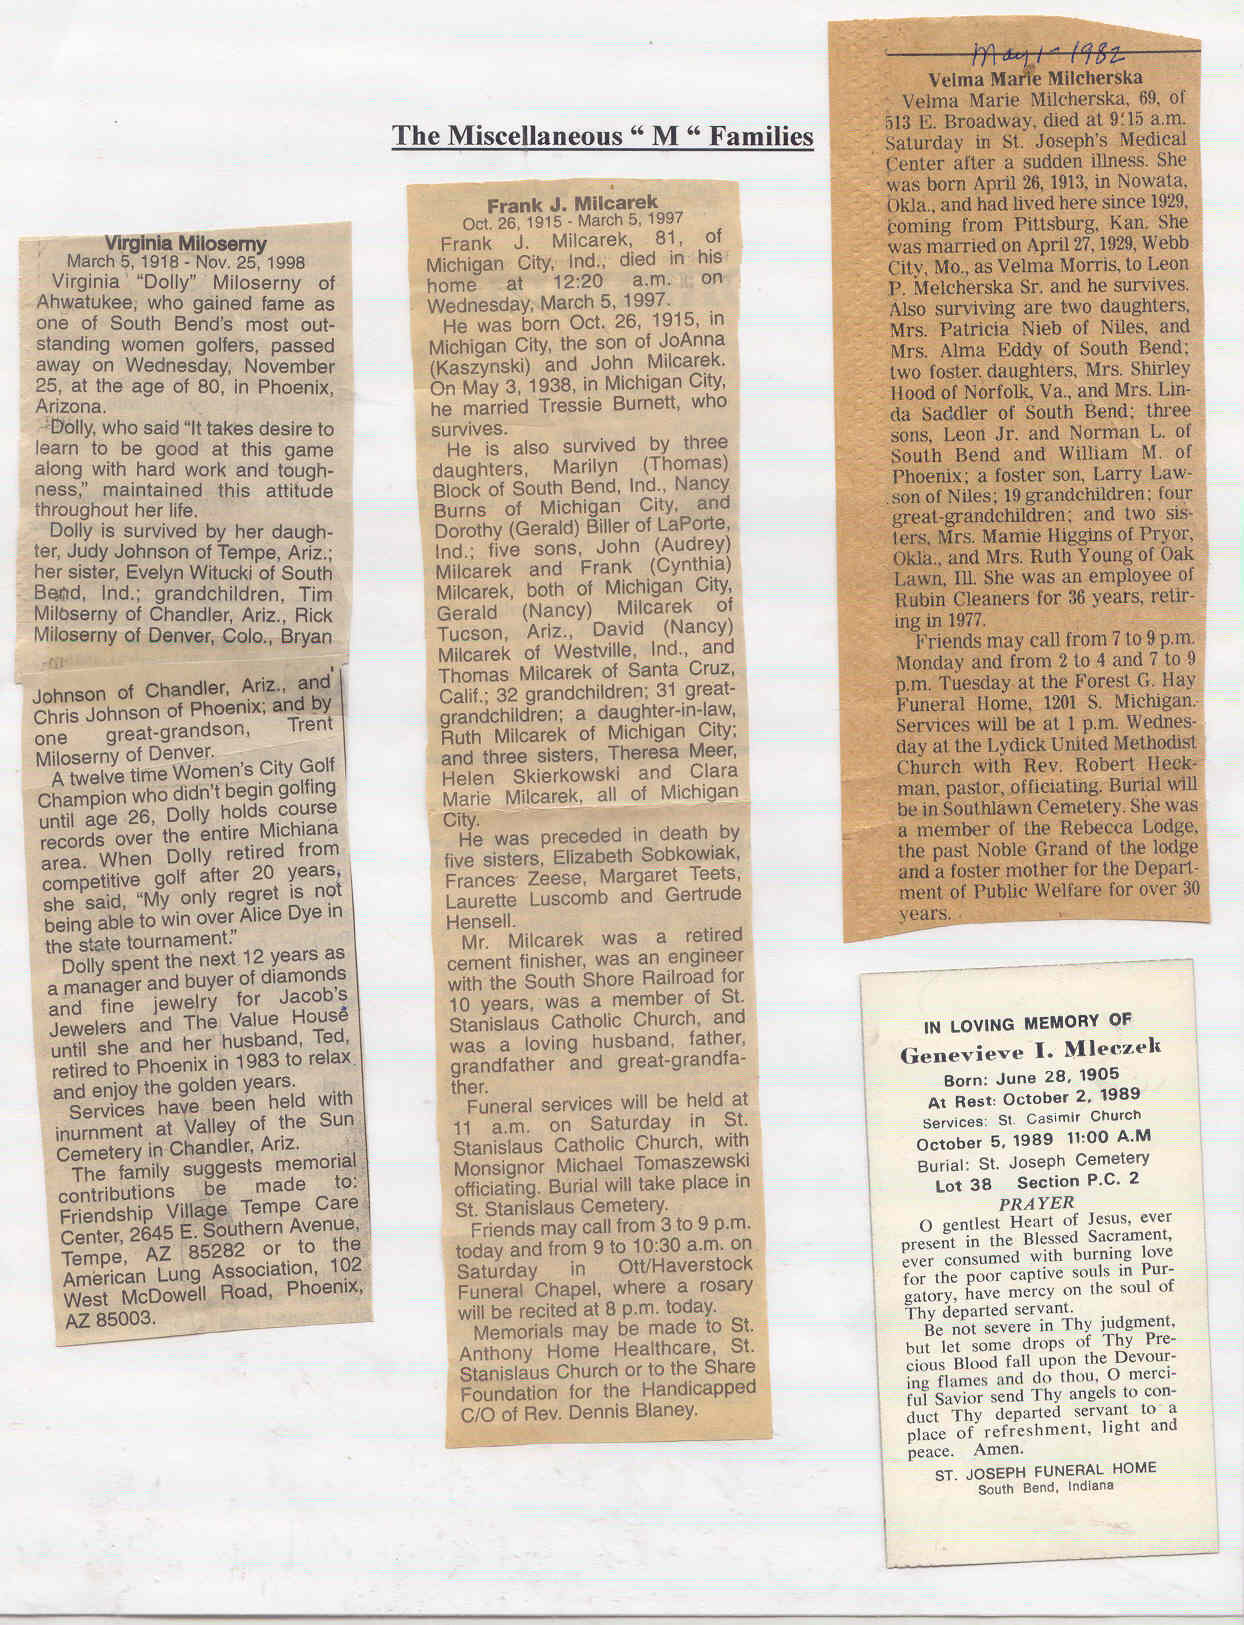 The Miscellaneous “ M “ Families
Virginia Miloserny
March 5, 1918 - Nov. 25, 1998
Virginia “Dolly” Miloserny of
Ahwatukee, who gained fame as
one of South Bend’s most out-
standing women golfers, passed
away on Wednesday, November
25, at the age of 80, in Phoenix,
Arizona.
Dolly, who said “It takes desire to
learn to be good at this game
along with hard work and tough-
ness,” maintained this attitude
throughout her life.
Dolly is survived by her daugh-
ter, Judy Johnson of Tempe, Ariz.;
her sister, Evelyn Witucki of South
Bend, Ind.; grandchildren, Tim
Miloserny of Chandler, Ariz., Rick
Miloserny of Denver, Colo., Bryan
Johnson of Chandler, Ariz., and
Chris Johnson of Phoenix; and by
one great-grandson, Trent
Miloserny of Denver.
A twelve time Women’s City Golf
Champion who didn’t begin golfing
until age 26, Dolly holds course
records over the entire Michiana
area. When Dolly retired from
competitive golf after 20 years,
she said, “My only regret is not
being able to win over Alice Dye in
the state tournament.”
Dolly spent the next 12 years as
a manager and buyer of diamonds
and fine jewelry for Jacob’s
Jewelers and The Value House
until she and her husband, Ted,
retired to Phoenix in 1983 to relax
and enjoy the golden years.
Services have been held with
inurnment at Valley of the Sun
Cemetery in Chandler, Ariz.
The family suggests memorial
contributions be made to:
Friendship Village Tempe Care
Center, 2645 E. Southern Avenue,
Tempe, AZ 85282 or to the
American Lung Association, 102
West McDowell Road, Phoenix,
AZ 85003.
Frank J. Milcarek
Oct. 26, 1915 - March 5, 1997
Frank J. Milcarek, 81, of
Michigan City, Ind., died in his
home at 12:20 a.m. on
Wednesday, March 5, 1997.
He was born Oct. 26, 1915, in
Michigan City, the son of JoAnna
(Kaszynski) and John Milcarek.
On May 3, 1938, in Michigan City,
he married Tressie Burnett, who
survives.
He is also survived by three
daughters, Marilyn (Thomas)
Block of South Bend, Ind., Nancy
Burns of Michigan City, and
Dorothy (Gerald) Biller of LaPorte,
Ind.; five sons, John (Audrey)
Milcarek and Frank (Cynthia)
Milcarek, both of Michigan City,
Gerald (Nancy) Milcarek of
Tucson, Ariz., David (Nancy)
Milcarek of Westville, Ind., and
Thomas Milcarek of Santa Cruz,
Calif.; 32 grandchildren; 31 great-
grandchildren; a daughter-in-law,
Ruth Milcarek of Michigan City;
and three sisters, Theresa Meer,
Helen Skierkowski and Clara
Marie Milcarek, all of Michigan
City.
He was preceded in death by
five sisters, Elizabeth Sobkowiak,
Frances Zeese, Margaret Teets,
Laurette Luscomb and Gertrude
Hensell.
Mr. Milcarek was a retired
cement finisher, was an engineer
with the South Shore Railroad for
10 years, was a member of St.
Stanislaus Catholic Church, and
was a loving husband, father,
grandfather and great-grandfa-
ther.
Funeral services will be held at
11 a.m. on Saturday in St.
Stanislaus Catholic Church, with
Monsignor Michael Tomaszewski
officiating. Burial will take place in
St. Stanislaus Cemetery.
Friends may call from 3 to 9 p.m.
today and from 9 to 10:30 a.m. on
Saturday in Ott/Haverstock
Funeral Chapel, where a rosary
will be recited at 8 p.m. today.
Memorials may be made to St.
Anthony Home Healthcare, St.
Stanislaus Church or to the Share
Foundation for the Handicapped
C/O of Rev. Dennis Blaney.
May 1 - 1982
Velma Marie Milcherska
Velma Marie Milcherska, 69, of
513 E. Broadway, died at 9:15 a.m.
Saturday in St. Joseph’s Medical
Center after a sudden illness. She
was born April 26, 1913, in Nowata,
Okla., and had lived here since 1929,
coming from Pittsburg, Kan. She
was married on April 27, 1929, Webb
City, Mo., as Velma Morris, to Leon
P. Melcherska Sr. and he survives.
Also surviving are two daughters,
Mrs. Patricia Nieb of Niles, and
Mrs. Alma Eddy of South Bend;
two foster daughters, Mrs. Shirley
Hood of Norfolk, Va., and Mrs. Lin-
da Saddler of South Bend; three
sons, Leon Jr. and Norman L. of
South Bend and William M. of
Phoenix; a foster son, Larry Law-
son of Niles; 19 grandchildren; four
great-grandchildren; and two sis-
ters, Mrs. Mamie Higgins of Pryor,
Okla., and Mrs. Ruth Young of Oak
Lawn, Ill. She was an employee of
Rubin Cleaners for 36 years, retir-
ing in 1977.
Friends may call from 7 to 9 p.m.
Monday and from 2 to 4 and 7 to 9
p.m. Tuesday at the Forest G. Hay
Funeral Home, 1201 S. Michigan.
Services will be at 1 p.m. Wednes-
day at the Lydick United Methodist
Church with Rev. Robert Heck-
man, pastor, officiating. Burial will
be in Southlawn Cemetery. She was
a member of the Rebecca Lodge,
the past Noble Grand of the lodge
and a foster mother for the Depart-
ment of Public Welfare for over 30
years.
IN LOVING MEMORY OF
Genevieve I. Mleczek
Born: June 28, 1905
At Rest: October 2, 1989
Services: St. Casimir Church
October 5, 1989 11:00 A.M
Burial: St. Joseph Cemetery
Lot 38 Section P.C. 2
PRAYER
O gentlest Heart of Jesus, ever
present in the Blessed Sacrament,
ever consumed with burning love
for the poor captive souls in Pur-
gatory, have mercy on the soul of
Thy departed servant.
Be not severe in Thy judgment,
but let some drops of Thy Pre-
cious Blood fall upon the Devour-
ing flames and do thou, O merci-
ful Savior send Thy angels to con-
duct Thy departed servant to a
place of refreshment, light and
peace. Amen.
ST. JOSEPH FUNERAL HOME
South Bend, Indiana